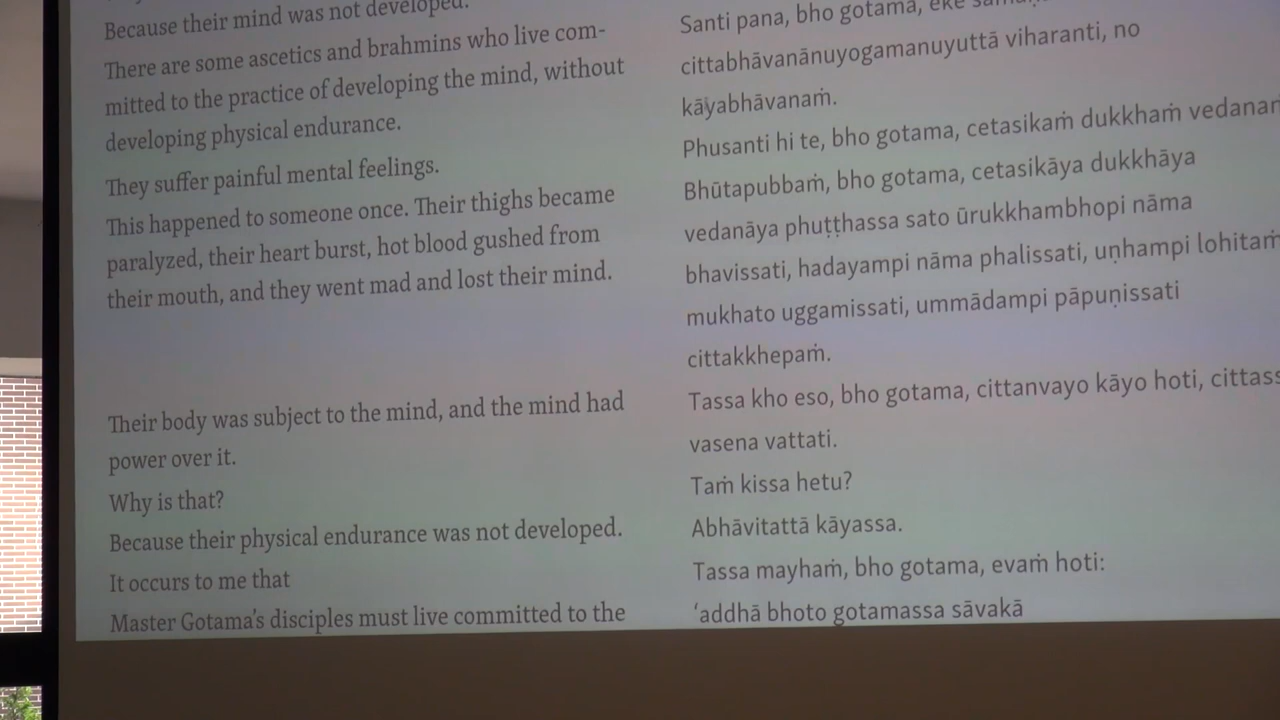 Because their mind was not developed.
There are some ascetics and brahmins who live com-
mitted to the practice of developing the mind, without
developing physical endurance.
They suffer painful mental feelings.
This happened to someone once. Their thighs became
paralyzed, their heart burst, hot blood gushed from
their mouth, and they went mad and lost their mind.
Their body was subject to the mind, and the mind had
power over it.
Why is that?
Because their physical endurance was not developed.
It occurs to me that
Master Gotama's disciples must live committed to the
Santi pana, bho gotama, eke
cittabhāvanānuyogamanuyuttā viharanti, no
kāyabhāvanaṁ.
Phusanti hi te, bho gotama, cetasikaṁ dukkhaṁ
Bhūtapubbaṁ, bho gotama, cetasikāya dukkhāya
vedanāya phuṭṭhassa sato ūrukkhambhopi nāma
bhavissati, hadayampi nāma phalissati, uṇhampi lohitaṁ
mukhato uggamissati, ummādampi pāpuṇissati
cittakkhepaṁ.
Tassa kho eso, bho gotama, cittanvayo kāyo hoti,
vasena vattati.
Taṁ kissa hetu?
Abhāvitattā kāyassa.
Tassa mayhaṁ, bho gotama, evaṁ hoti:
‘addhā bhoto gotamassa sāvakā